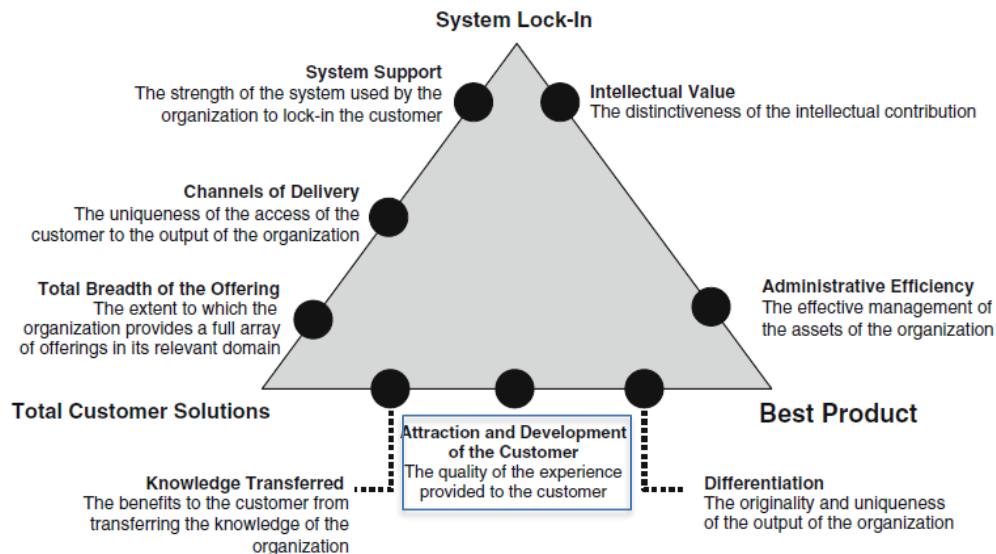 System Lock-In
System Support
The strength of the system used by the
organization to lock-in the customer
Intellectual Value
The distinctiveness of the intellectual contribution
Channels of Delivery
The uniqueness of the access of the
customer to the output of the organization
Total Breadth of the Offering
The extent to which the
organization provides a full array
of offerings in its relevant domain
Administrative Efficiency
The effective management of
the assets of the organization
Total Customer Solutions
Best Product
Attraction and Development
of the Customer
The quality of the experience
provided to the customer
Knowledge Transferred
The benefits to the customer from
transferring the knowledge of the
organization
Differentiation
The originality and uniqueness
of the output of the organization